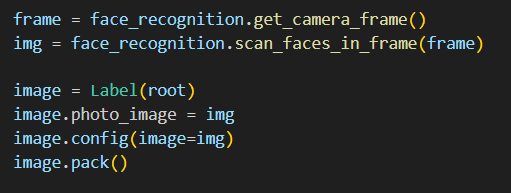 frame = face_recognition.get_camera_frame()
img = face_recognition.scan_faces_in_frame(frame)
image = Label(root)
image.photo_image = img
image.config(image=img)
image.pack()